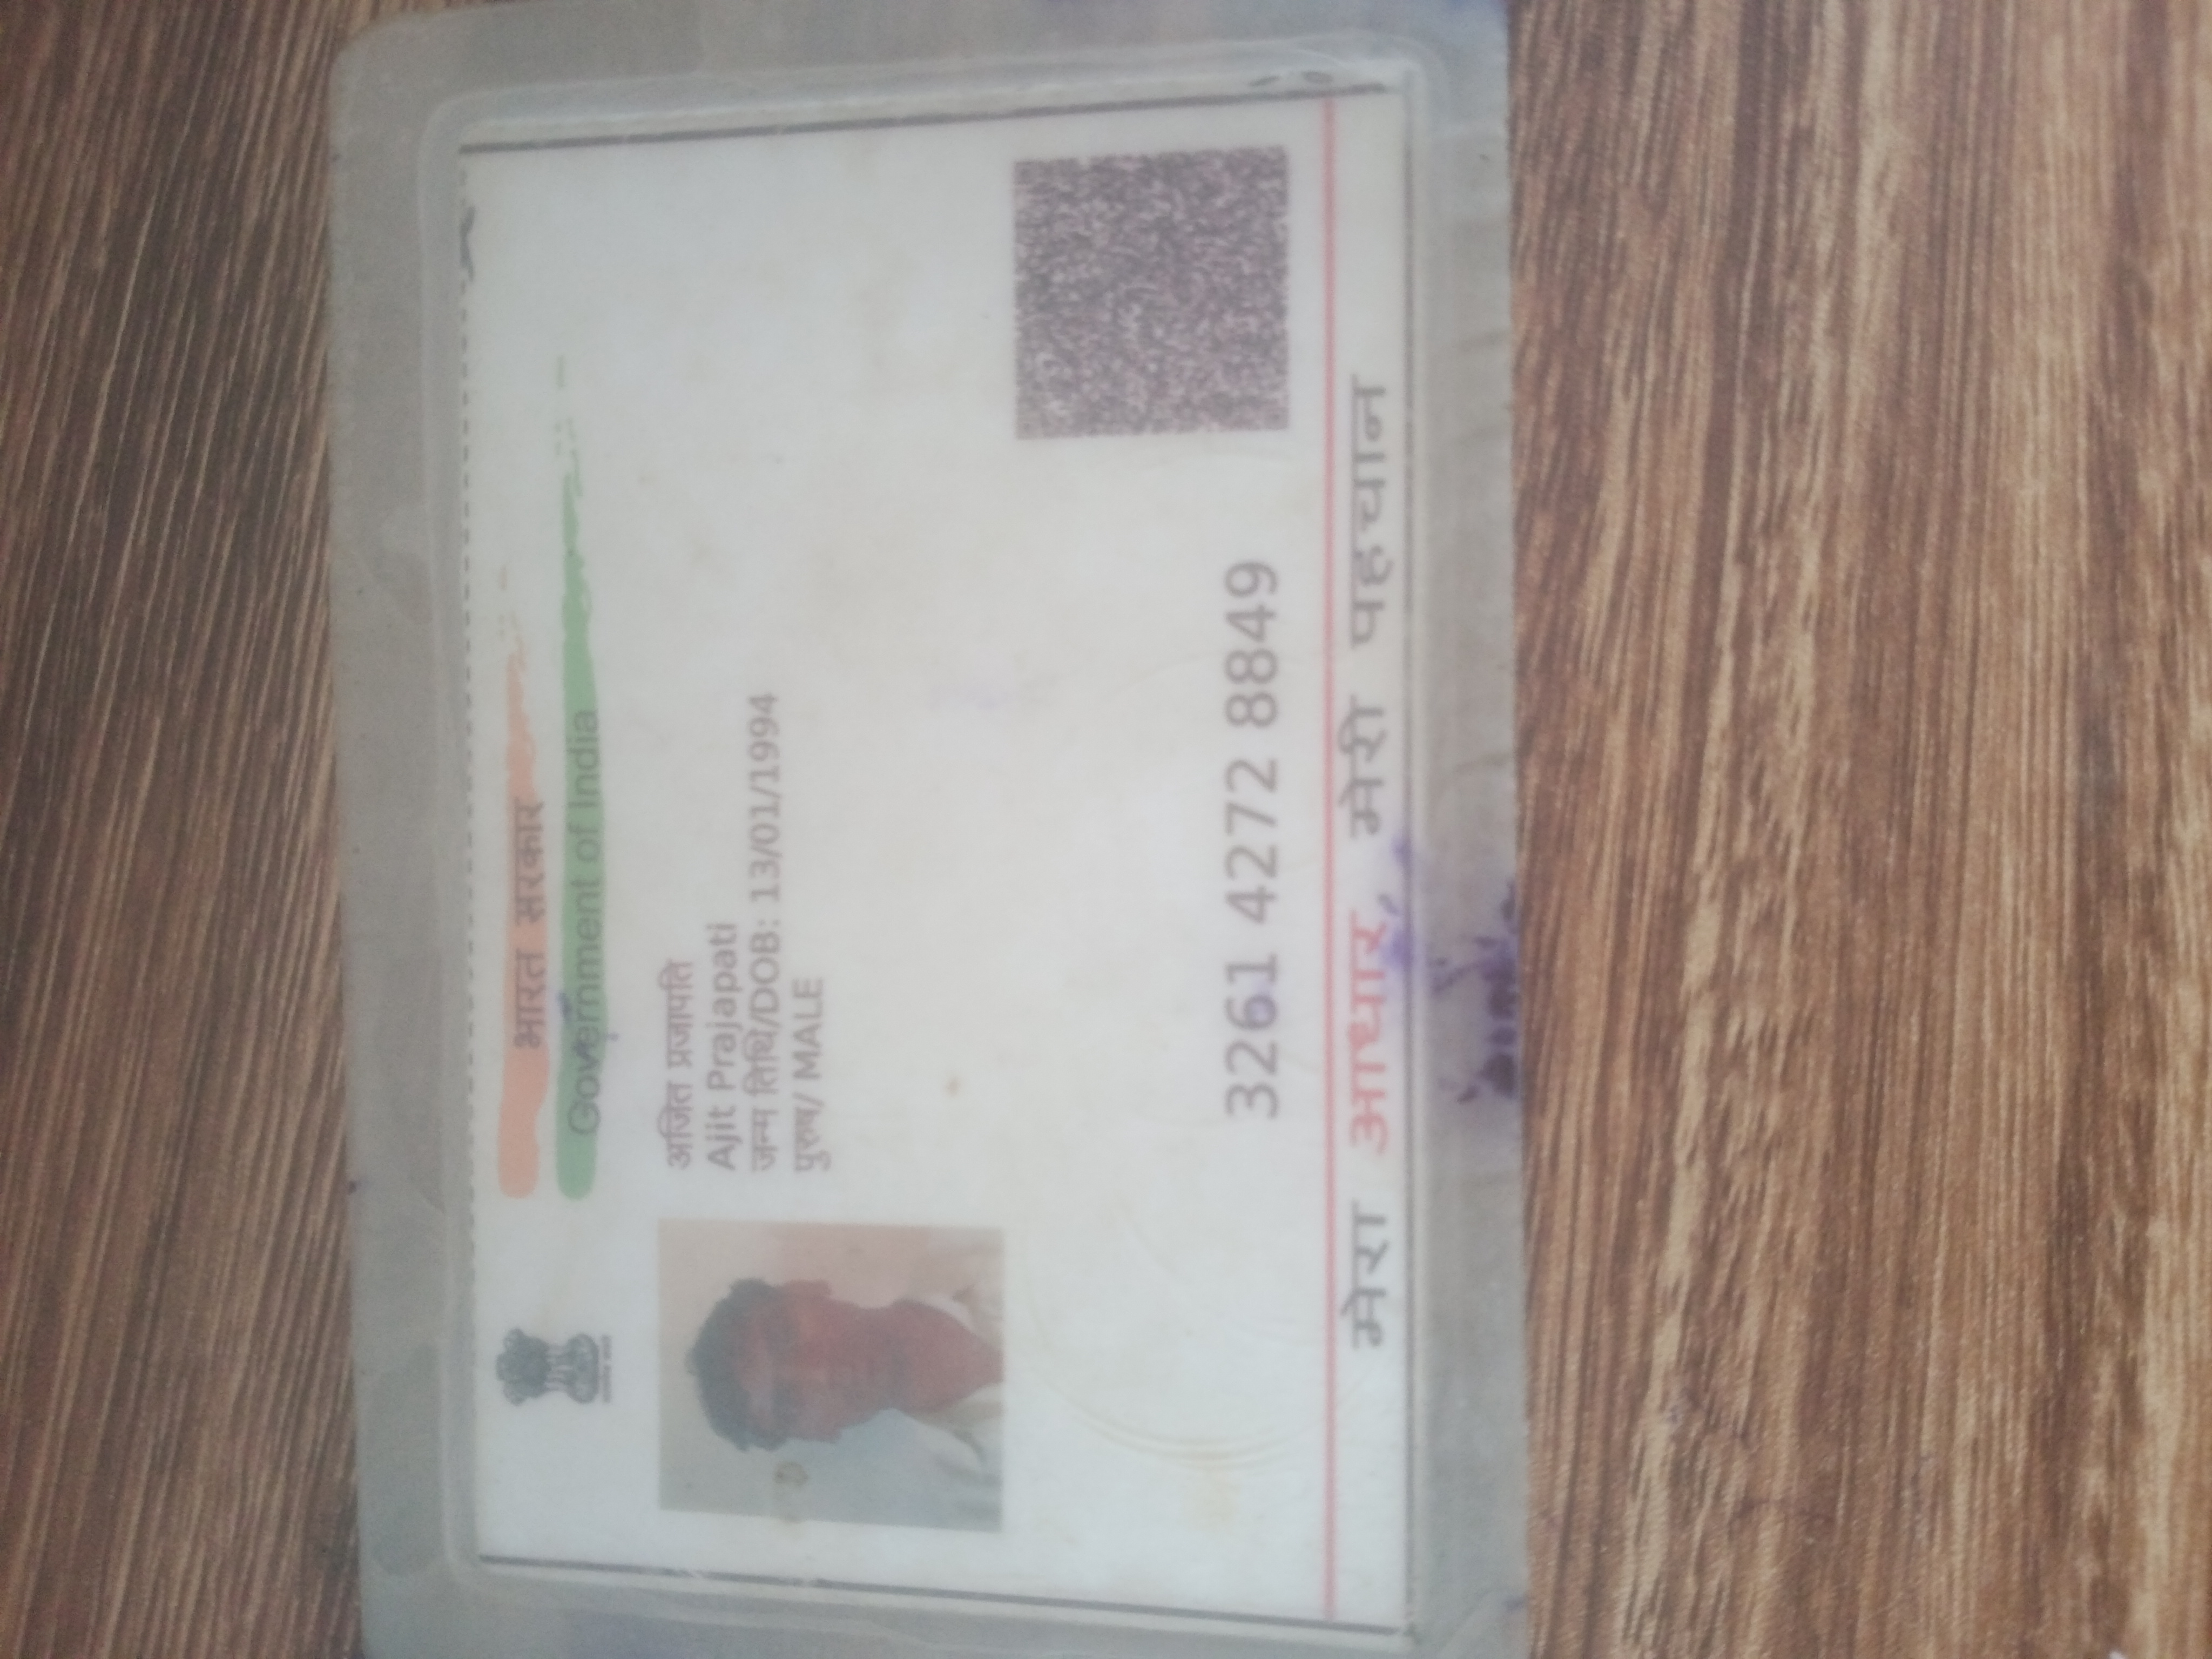 भारत सरकार
Government of India
अजित प्रजापति
Ajit Prajapati
जन्म तिथि/DOB: 13/01/1994
पुरुष/ MALE
3261 4272 8849
मेरा आधार, मेरी पहचान